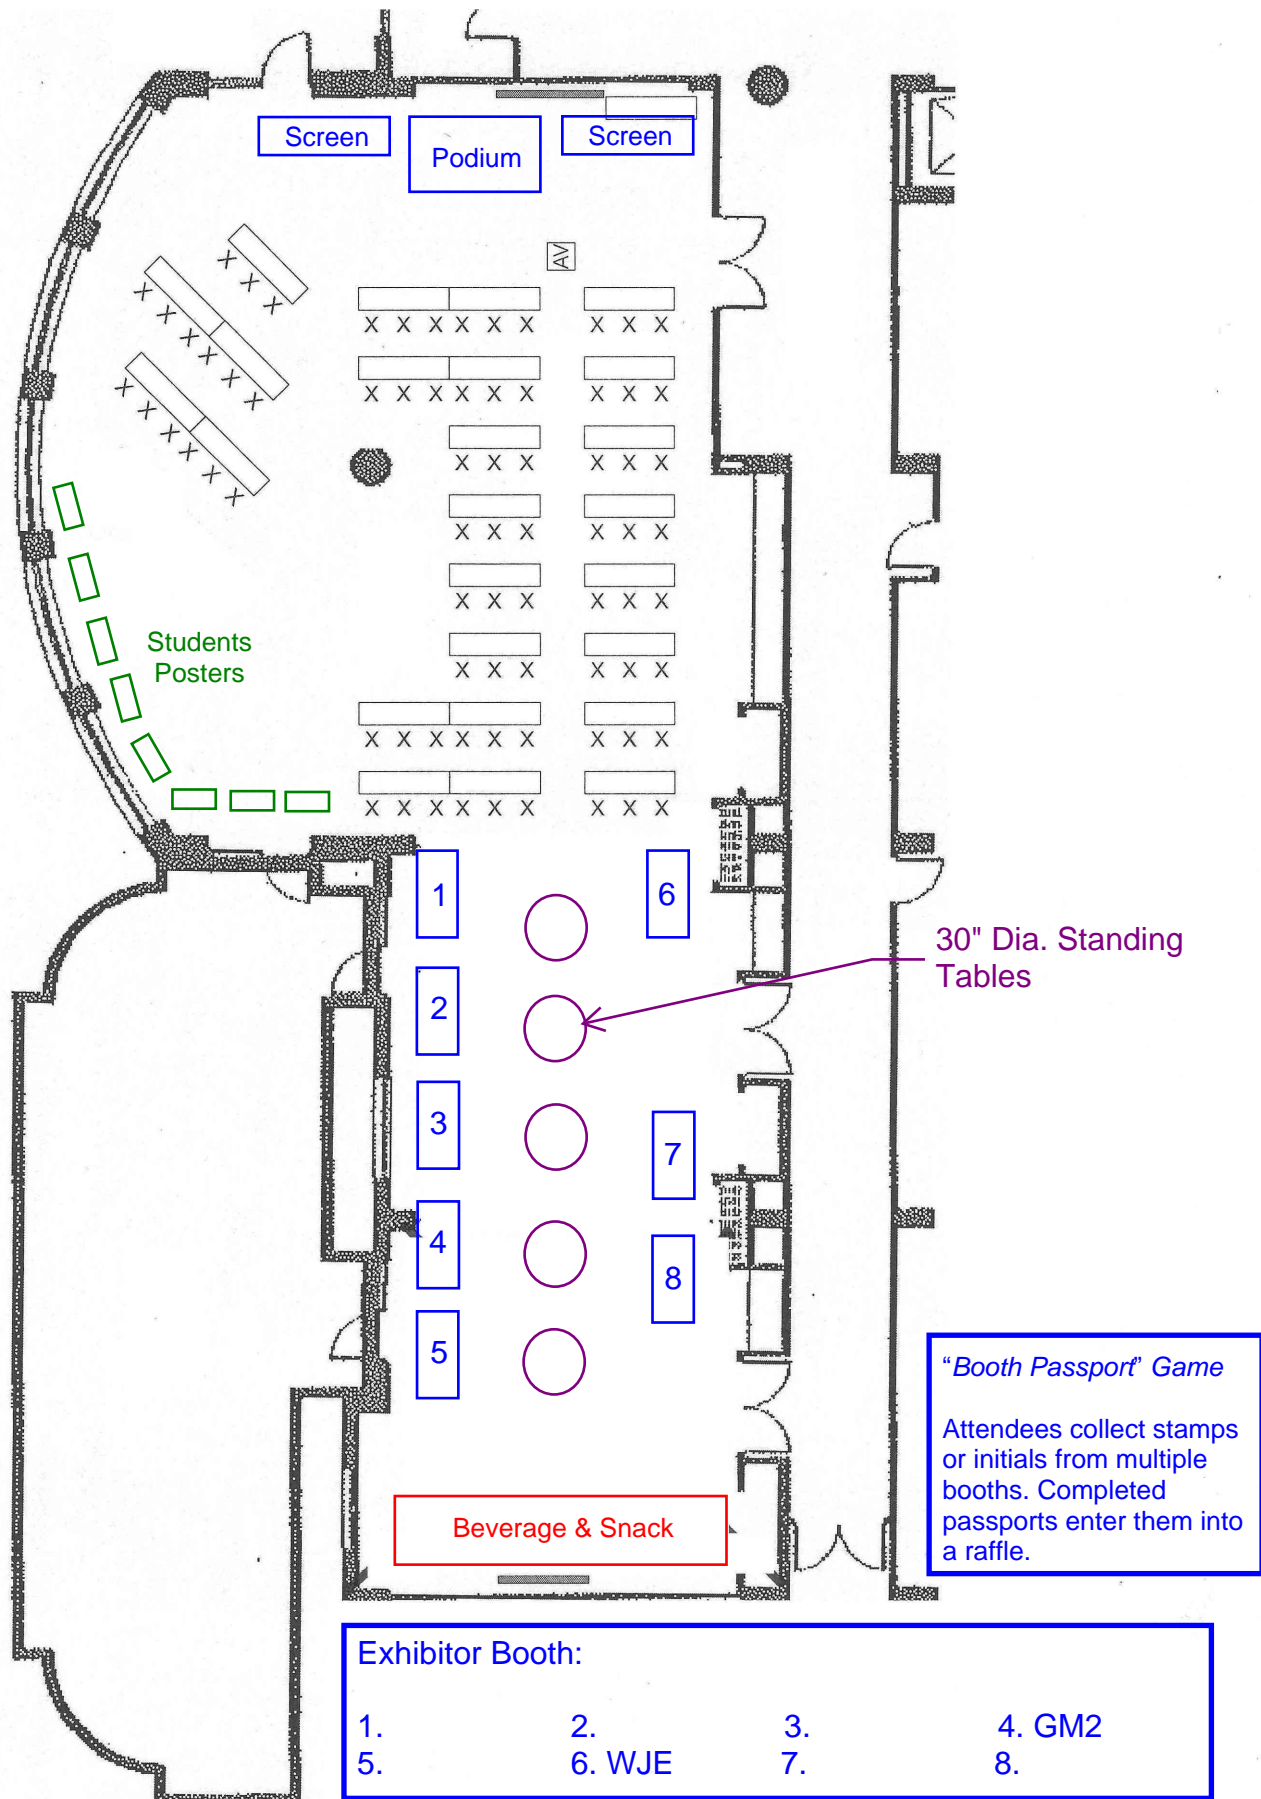 Screen
Podium
Screen
AV
X X X
X X X X X X
X X X X X X
X X X X X X X X X
X X X X X X X X X
X X X X X X
X X X X X X
X X X X X X
X X X X X X
X X X X X X X X X
X X X X X X X X X
Students
Posters
1
6
30" Dia. Standing
Tables
2
3
7
4
8
5
“Booth Passport” Game
Attendees collect stamps
or initials from multiple
booths. Completed
passports enter them into
a raffle.
Beverage & Snack
Exhibitor Booth:
1. 2. 3. 4. GM2
5. 6. WJE 7. 8.